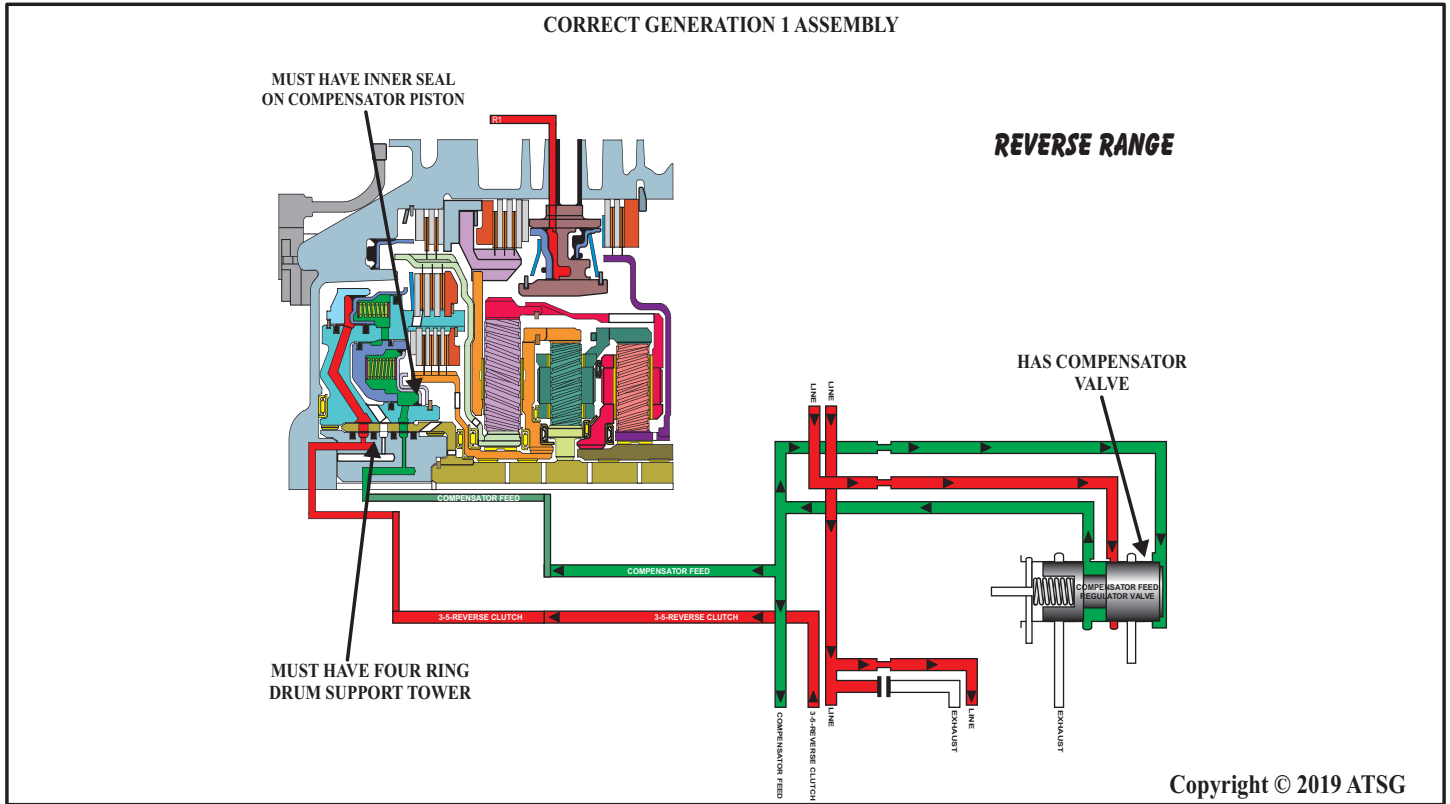 CORRECT GENERATION 1 ASSEMBLY
MUST HAVE INNER SEAL
ON COMPENSATOR PISTON
R1
REVERSE RANGE
HAS COMPENSATOR
VALVE
LINE
LINE
COMPENSATOR FEED
COMPENSATOR FEED
COMPENSATOR FEED
REGULATOR VALVE
3-5-REVERSE CLUTCH
3-5-REVERSE CLUTCH
MUST HAVE FOUR RING
DRUM SUPPORT TOWER
COMPENSATOR FEED
3-5-REVERSE CLUTCH
LINE
EXHAUST
LINE
EXHAUST
Copyright © 2019 ATSG